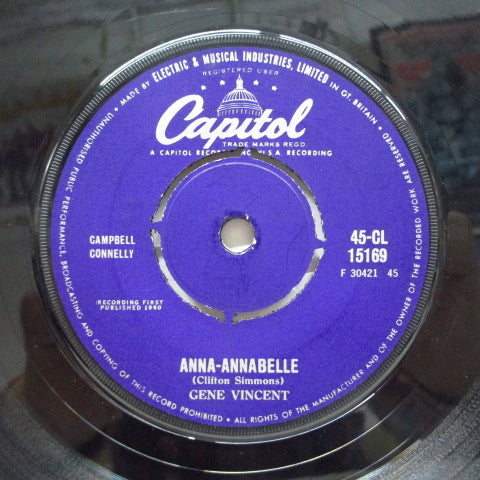 MADE BY ELECTRIC & MUSICAL INDUSTRIES, LIMITED IN GT. BRITAIN • ALL RIGHTS OF THE MANUFACTURER AND OF THE OWNER OF THE RECORDED WORK ARE RESERVED • UNAUTHORISED PUBLIC PERFORMANCE, BROADCASTING AND COPYING OF THIS RECORD PROHIBITED •
REGISTERED USER
Capitol
TRADE MARKS REGD
A CAPITOL RECORDS INC. U.S.A. RECORDING
CAMPBELL
CONNELLY
45-CL
15169
F 30421 45
RECORDING FIRST
PUBLISHED 1960
ANNA-ANNABELLE
(Clifton Simmons)
GENE VINCENT